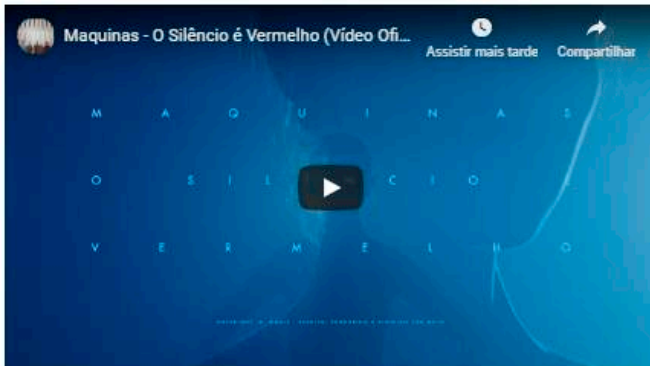 Maquinas - O Silêncio é Vermelho (Vídeo Ofi...
Assistir mais tarde
Compartilhar
M A Q U I N A S
O S I L C I O
V E R M E L H O